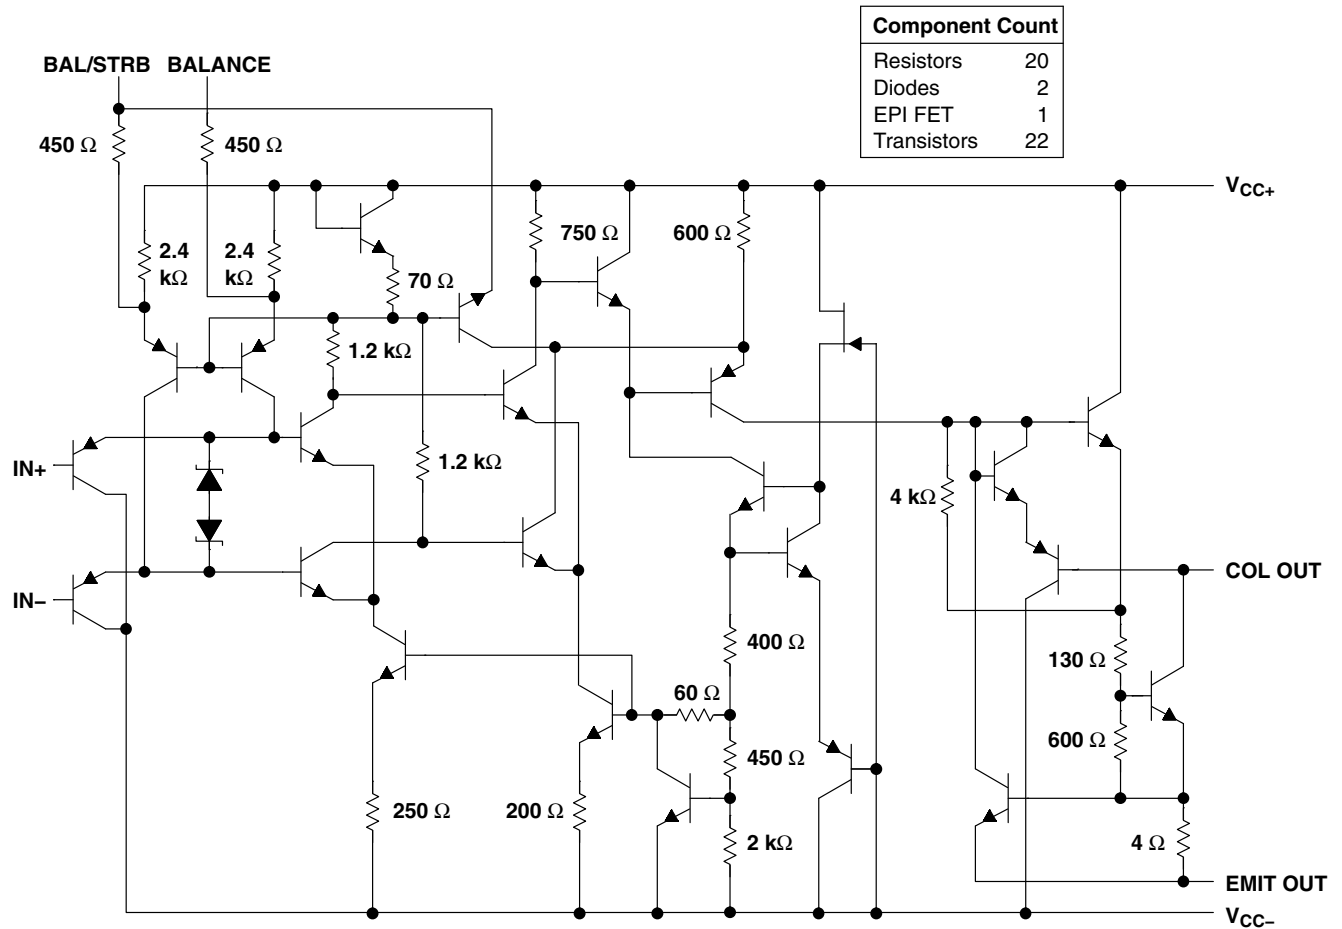 Component Count
Resistors 20
Diodes 2
EPI FET 1
Transistors 22
BAL/STRB BALANCE
450 Ω 450 Ω
V_CC+
2.4 kΩ
2.4 kΩ
70 Ω
750 Ω
600 Ω
1.2 kΩ
IN+
1.2 kΩ
4 kΩ
COL OUT
IN−
400 Ω
130 Ω
60 Ω
450 Ω
600 Ω
250 Ω
200 Ω
2 kΩ
4 Ω
EMIT OUT
V_CC−